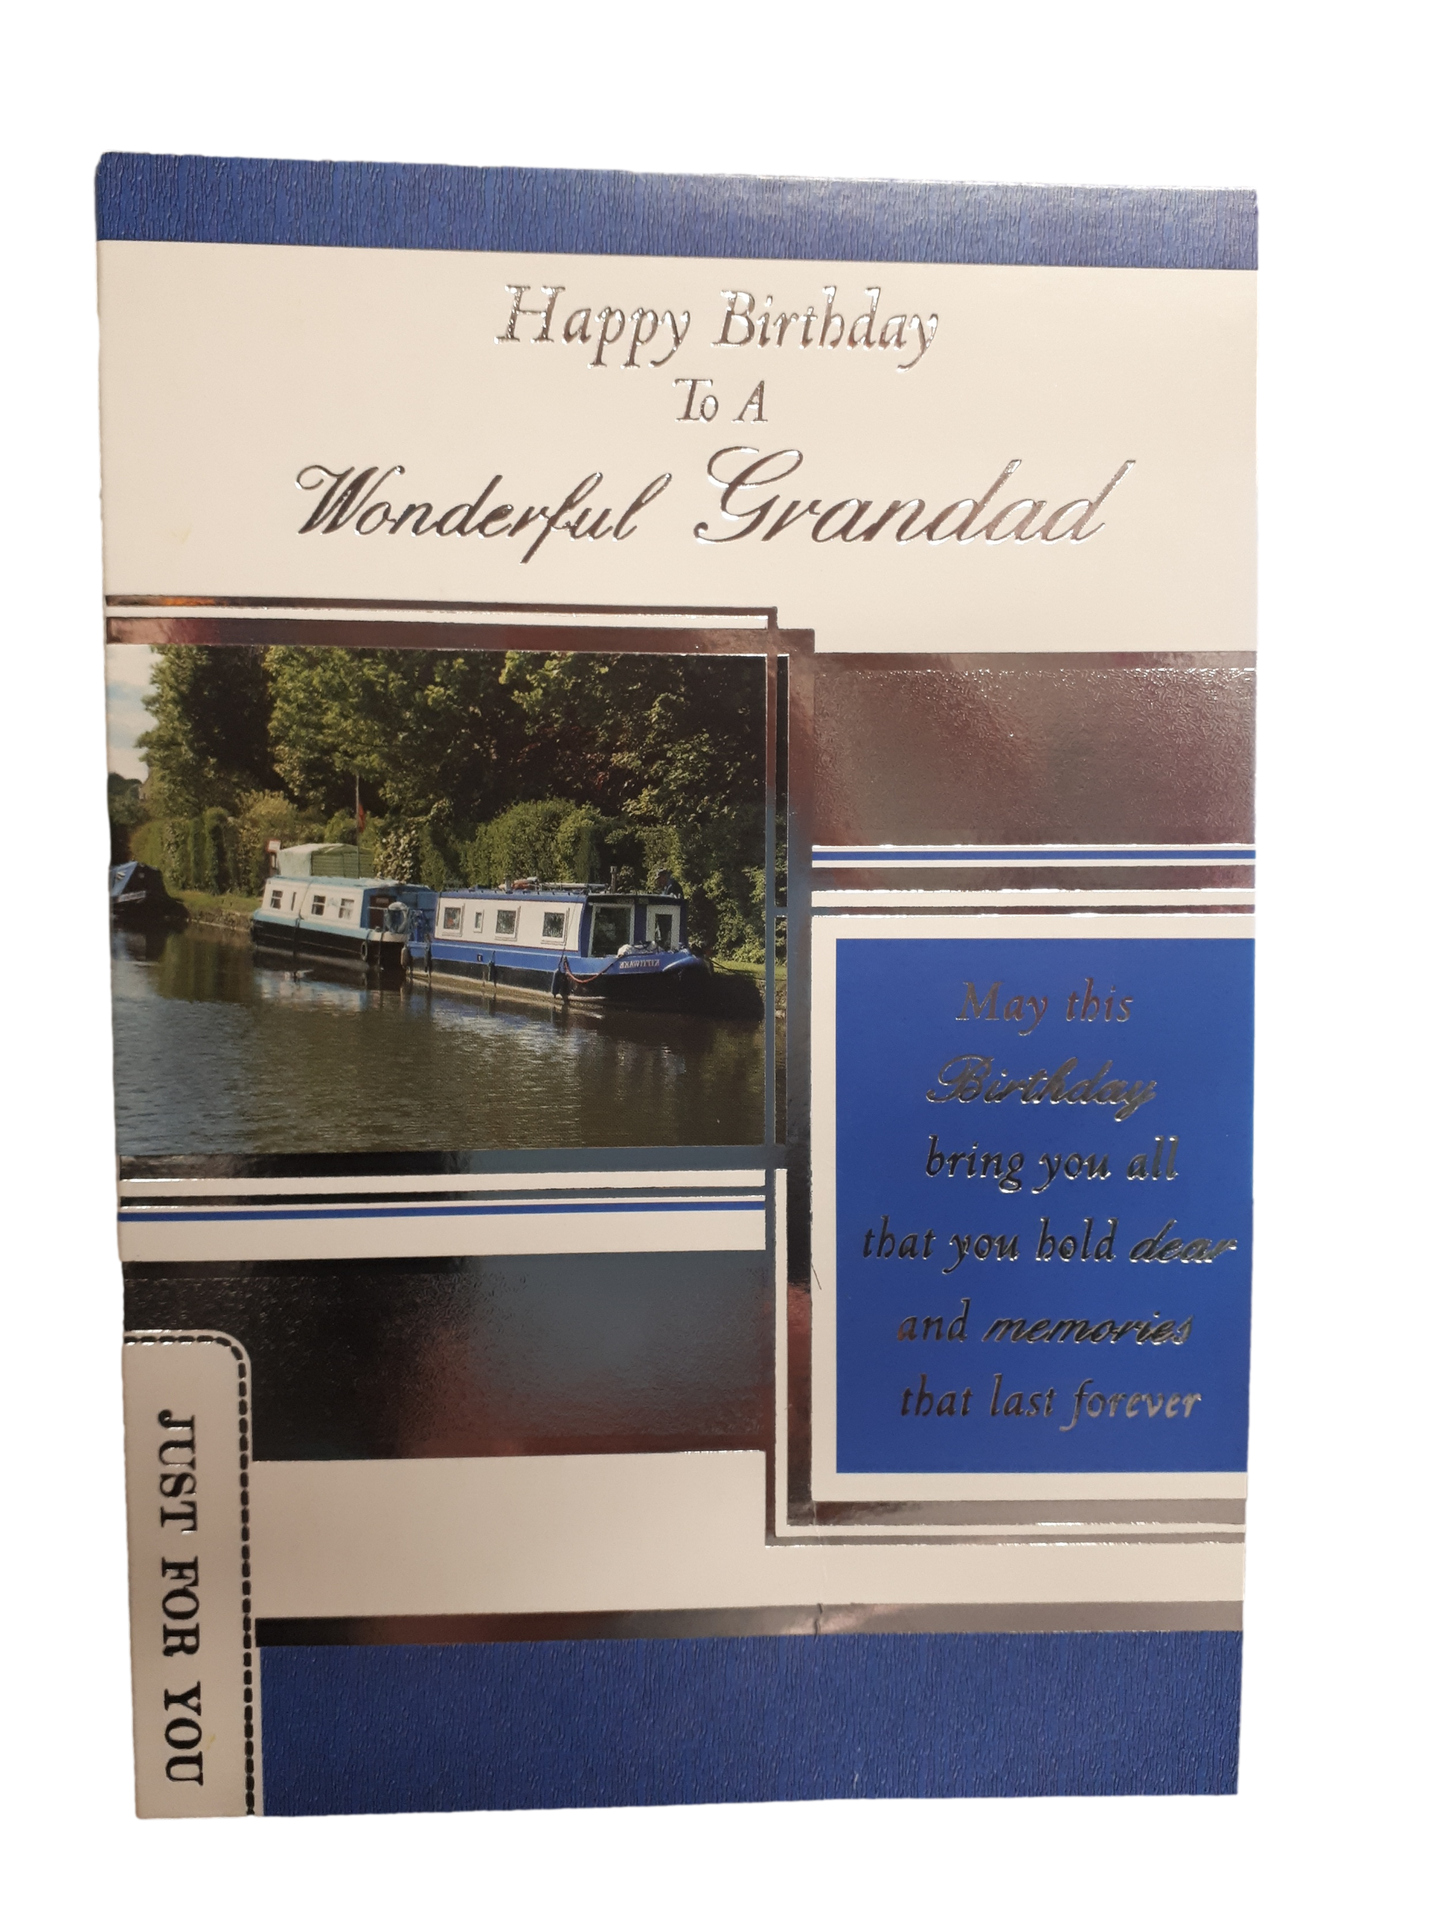 Happy Birthday
To A
Wonderful Grandad
May this
Birthday
bring you all
that you hold dear
and memories
that last forever
JUST FOR YOU